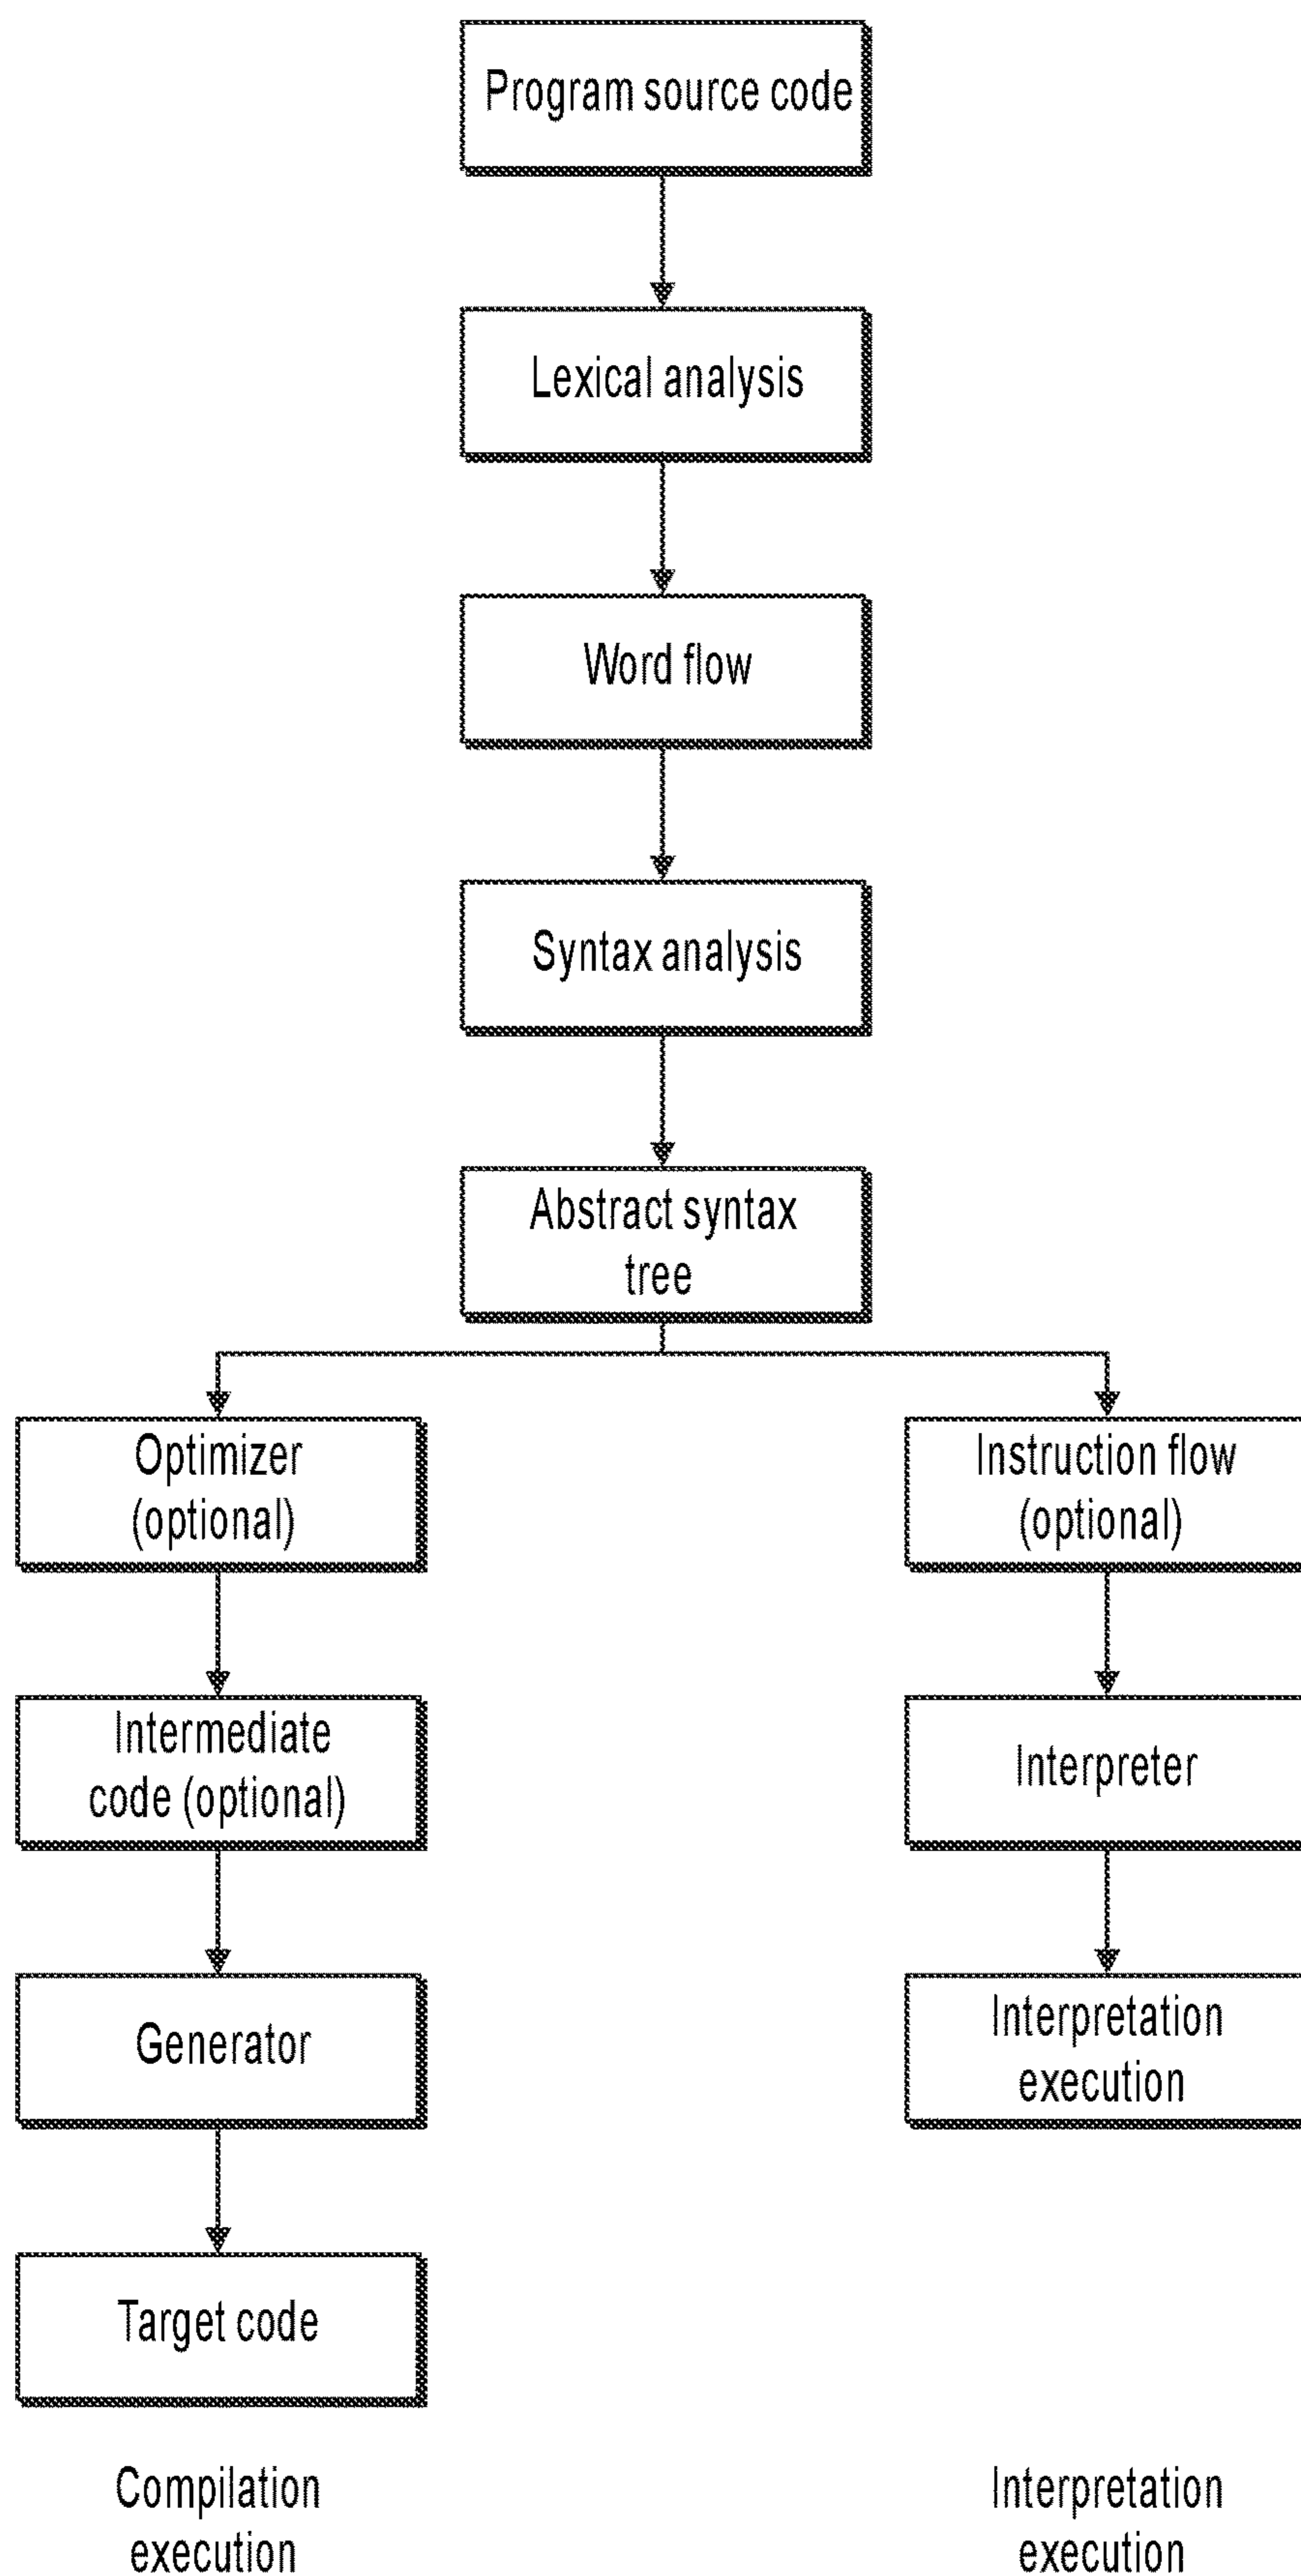 Program source code
Lexical analysis
Word flow
Syntax analysis
Abstract syntax
tree
Optimizer
(optional)
Intermediate
code (optional)
Generator
Target code
Compilation
execution
Instruction flow
(optional)
Interpreter
Interpretation
execution
Interpretation
execution